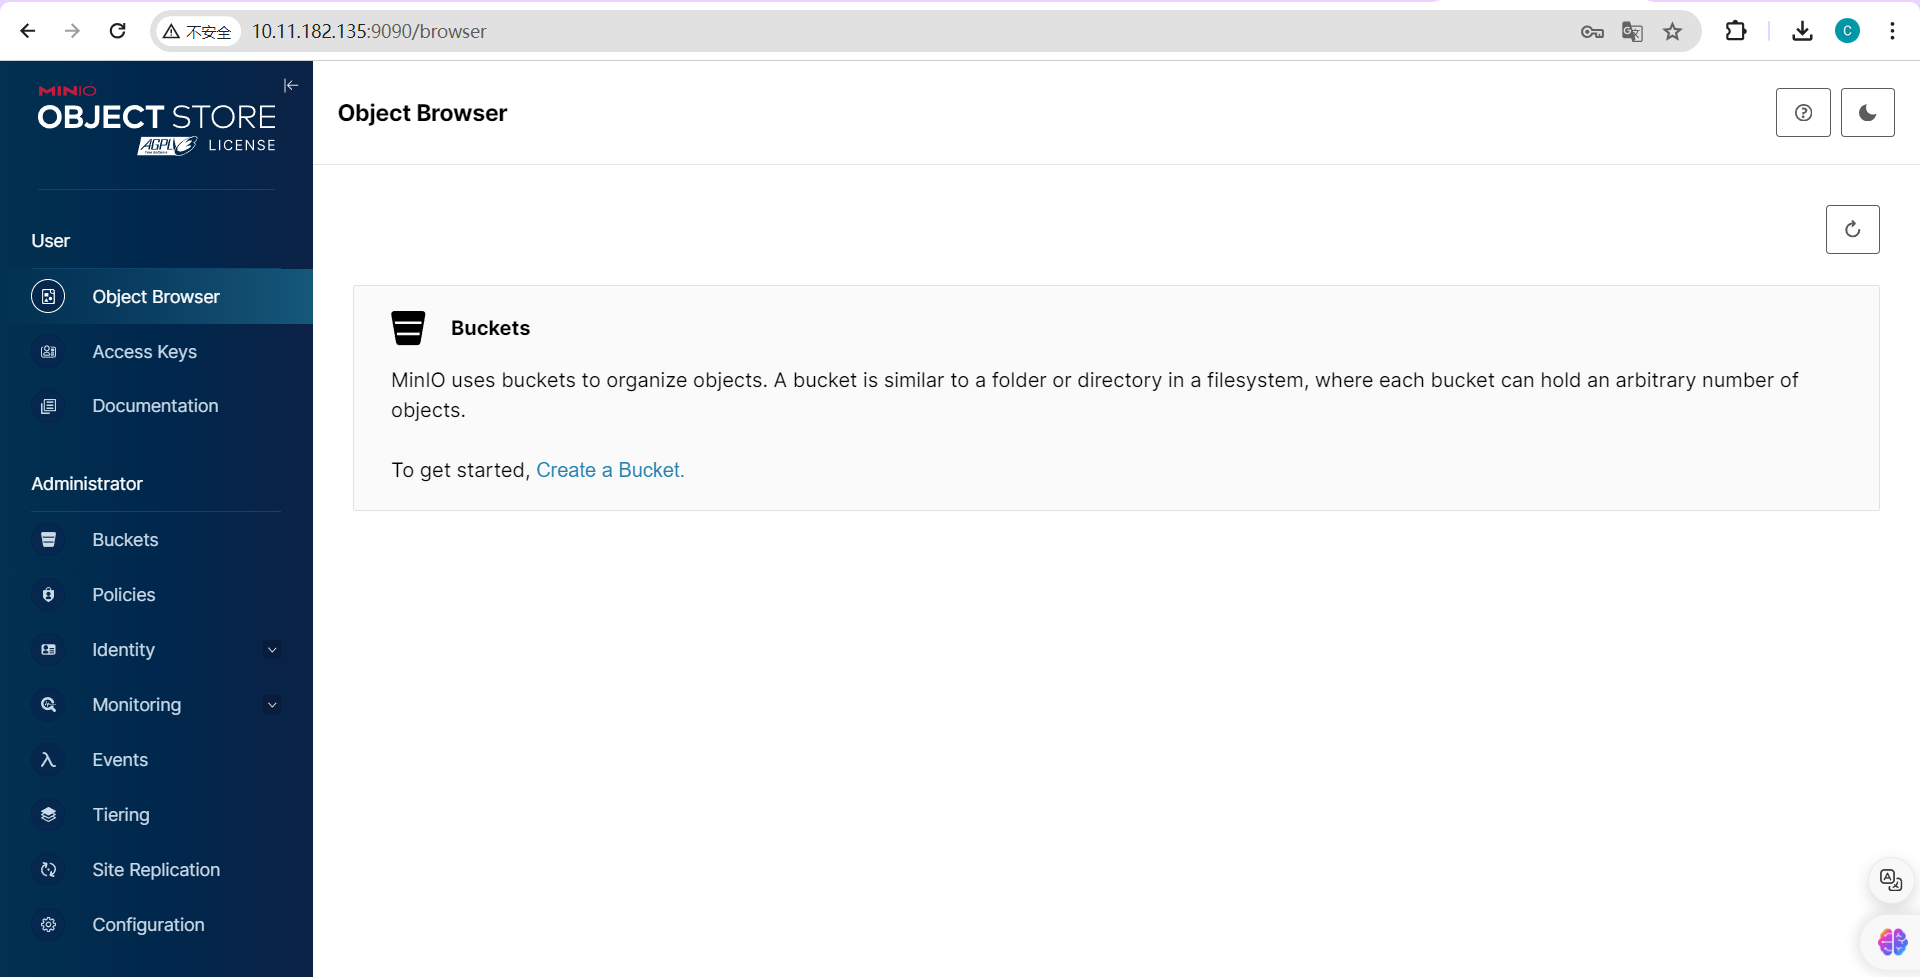 不安全
10.11.182.135:9090/browser
C
MINIO
OBJECT STORE
AGPLv3 LICENSE
Object Browser
User
Object Browser
Access Keys
Documentation
Administrator
Buckets
Policies
Identity
Monitoring
Events
Tiering
Site Replication
Configuration
Buckets
MinIO uses buckets to organize objects. A bucket is similar to a folder or directory in a filesystem, where each bucket can hold an arbitrary number of
objects.
To get started, Create a Bucket.